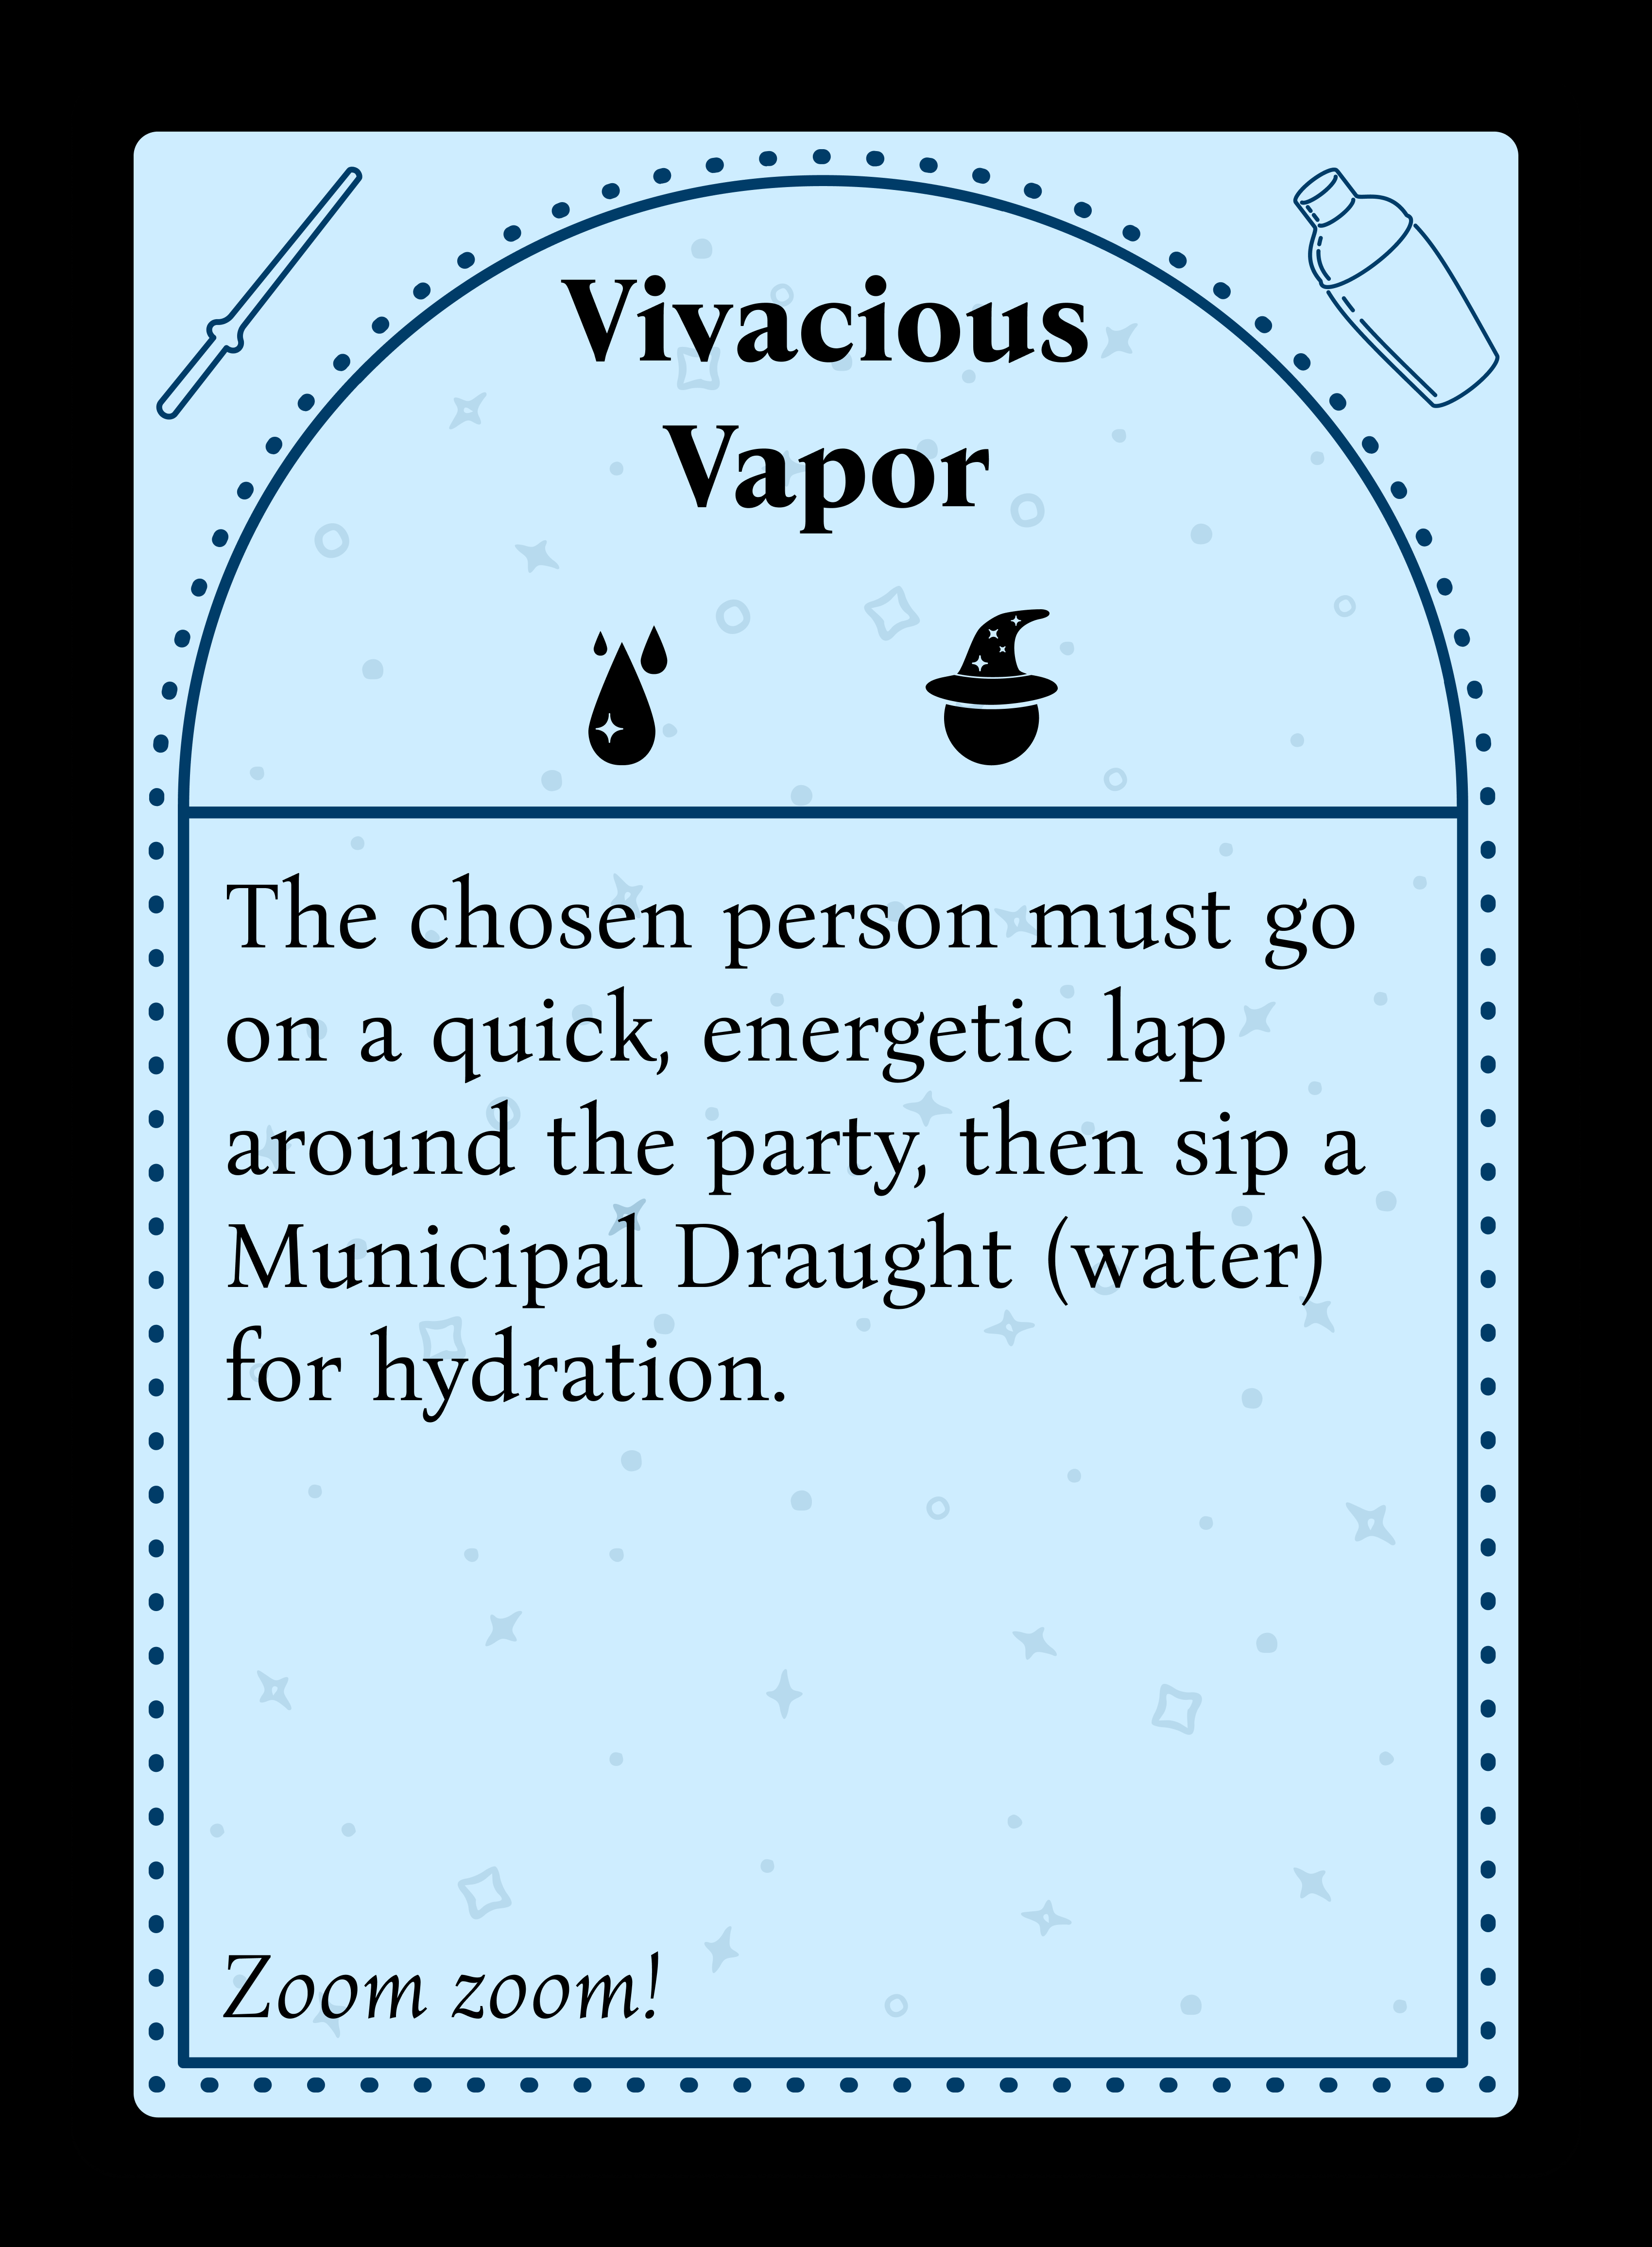 Vivacious
Vapor
The chosen person must go
on a quick, energetic lap
around the party, then sip a
Municipal Draught (water)
for hydration.
Zoom zoom!